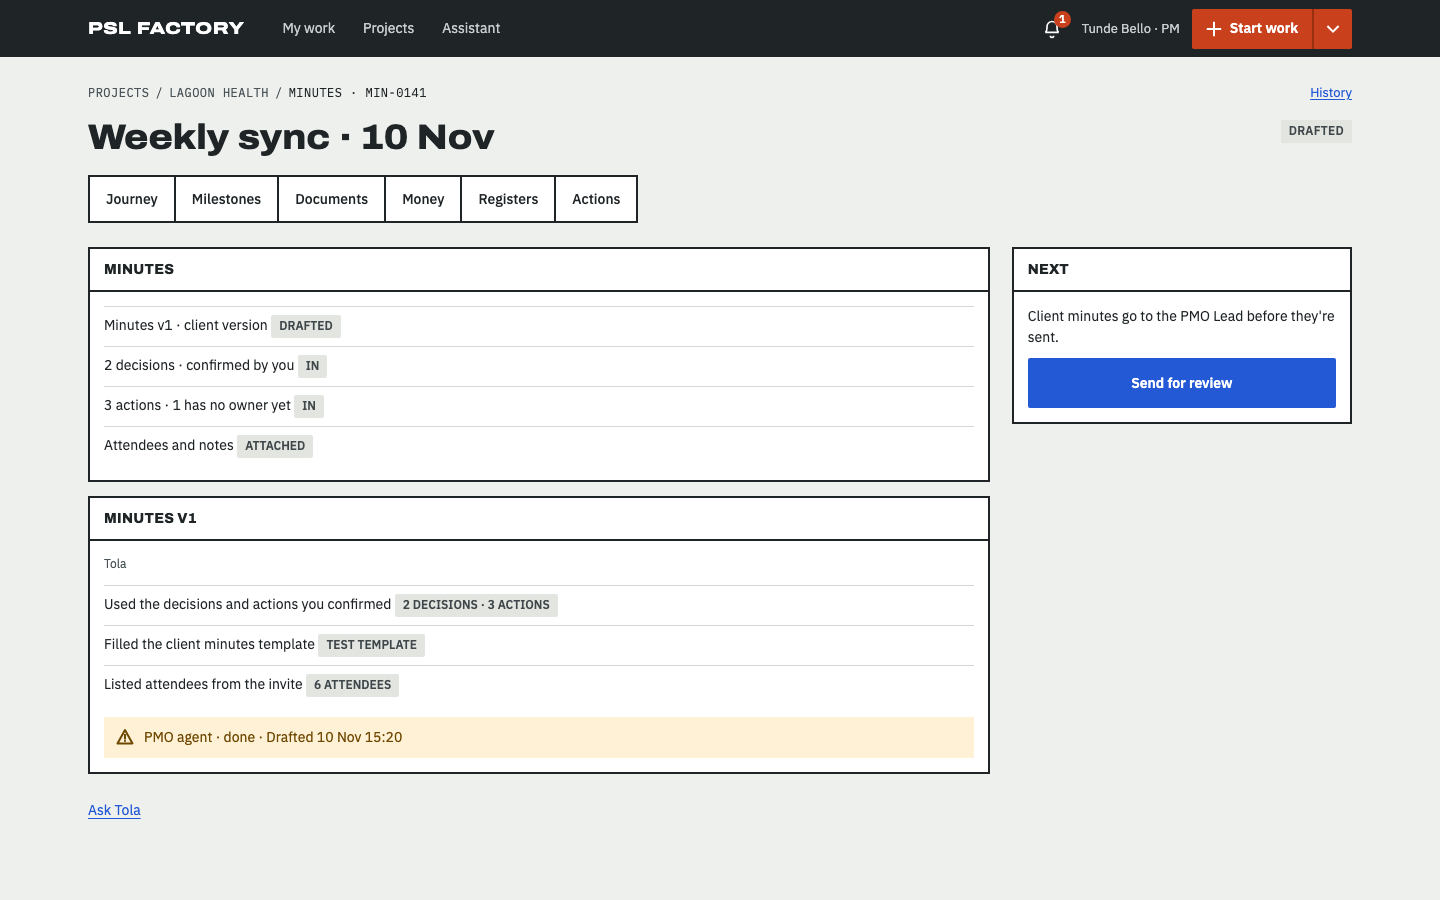 PSL FACTORY My work Projects Assistant 1 Tunde Bello · PM Start work
PROJECTS / LAGOON HEALTH / MINUTES · MIN-0141 History
Weekly sync · 10 Nov DRAFTED
Journey Milestones Documents Money Registers Actions
MINUTES
Minutes v1 · client version DRAFTED
2 decisions · confirmed by you IN
3 actions · 1 has no owner yet IN
Attendees and notes ATTACHED
NEXT
Client minutes go to the PMO Lead before they're
sent.
Send for review
MINUTES V1
Tola
Used the decisions and actions you confirmed 2 DECISIONS · 3 ACTIONS
Filled the client minutes template TEST TEMPLATE
Listed attendees from the invite 6 ATTENDEES
PMO agent · done · Drafted 10 Nov 15:20
Ask Tola